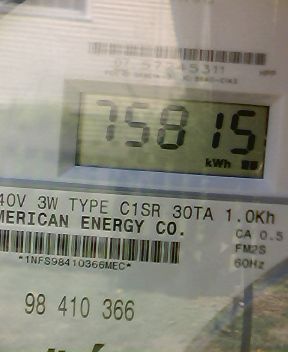 75815
kWh
40V 3W TYPE C1SR 30TA 1.0Kh
MERICAN ENERGY CO.
CA 0.5
FM2S
60Hz
*1NFS98410366MEC*
98 410 366